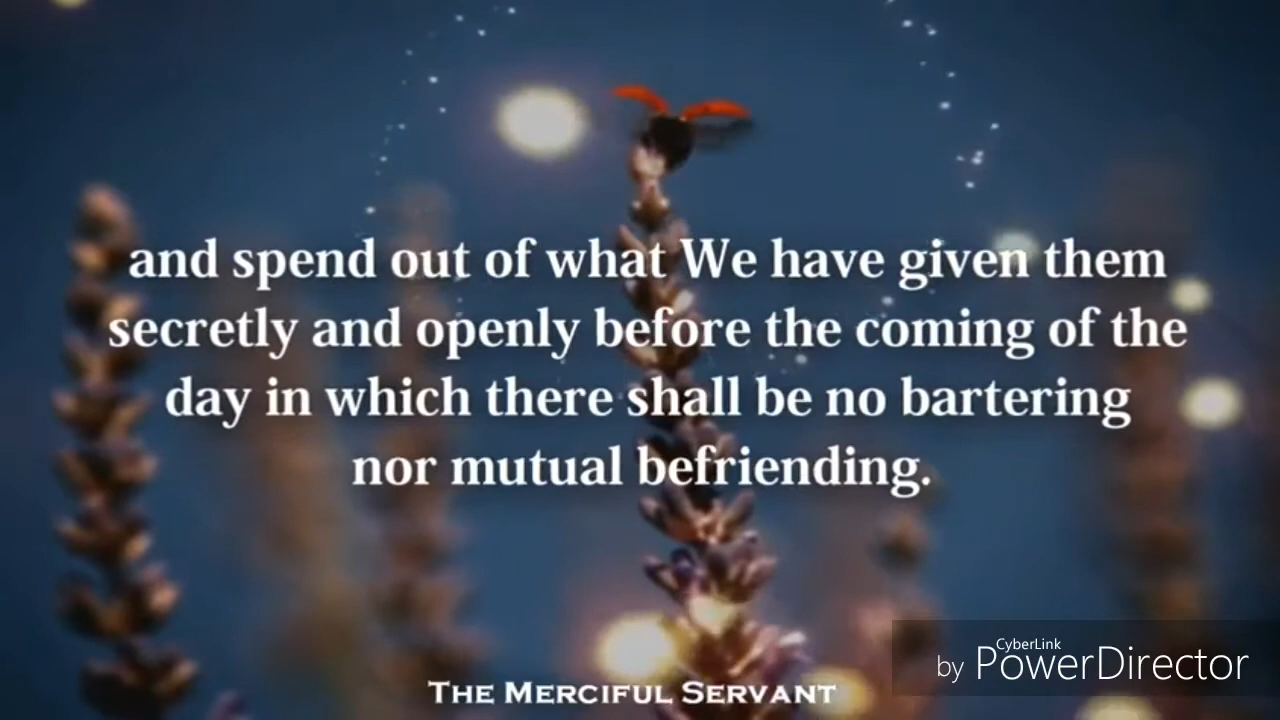 and spend out of what We have given them
secretly and openly before the coming of the
day in which there shall be no bartering
nor mutual befriending.
CyberLink
by PowerDirector
THE MERCIFUL SERVANT